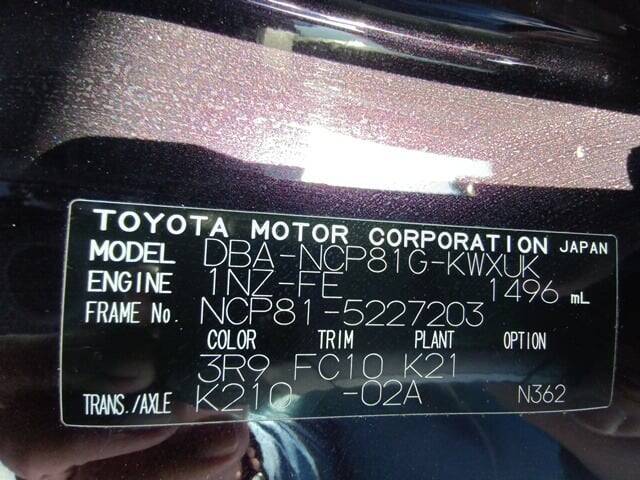 TOYOTA MOTOR CORPORATION JAPAN
MODEL DBA-NCP81G-KWXUK
ENGINE 1NZ-FE 1496 mL
FRAME No. NCP81-5227203
COLOR TRIM PLANT OPTION
3R9 FC10 K21
TRANS./AXLE K210 -02A N362